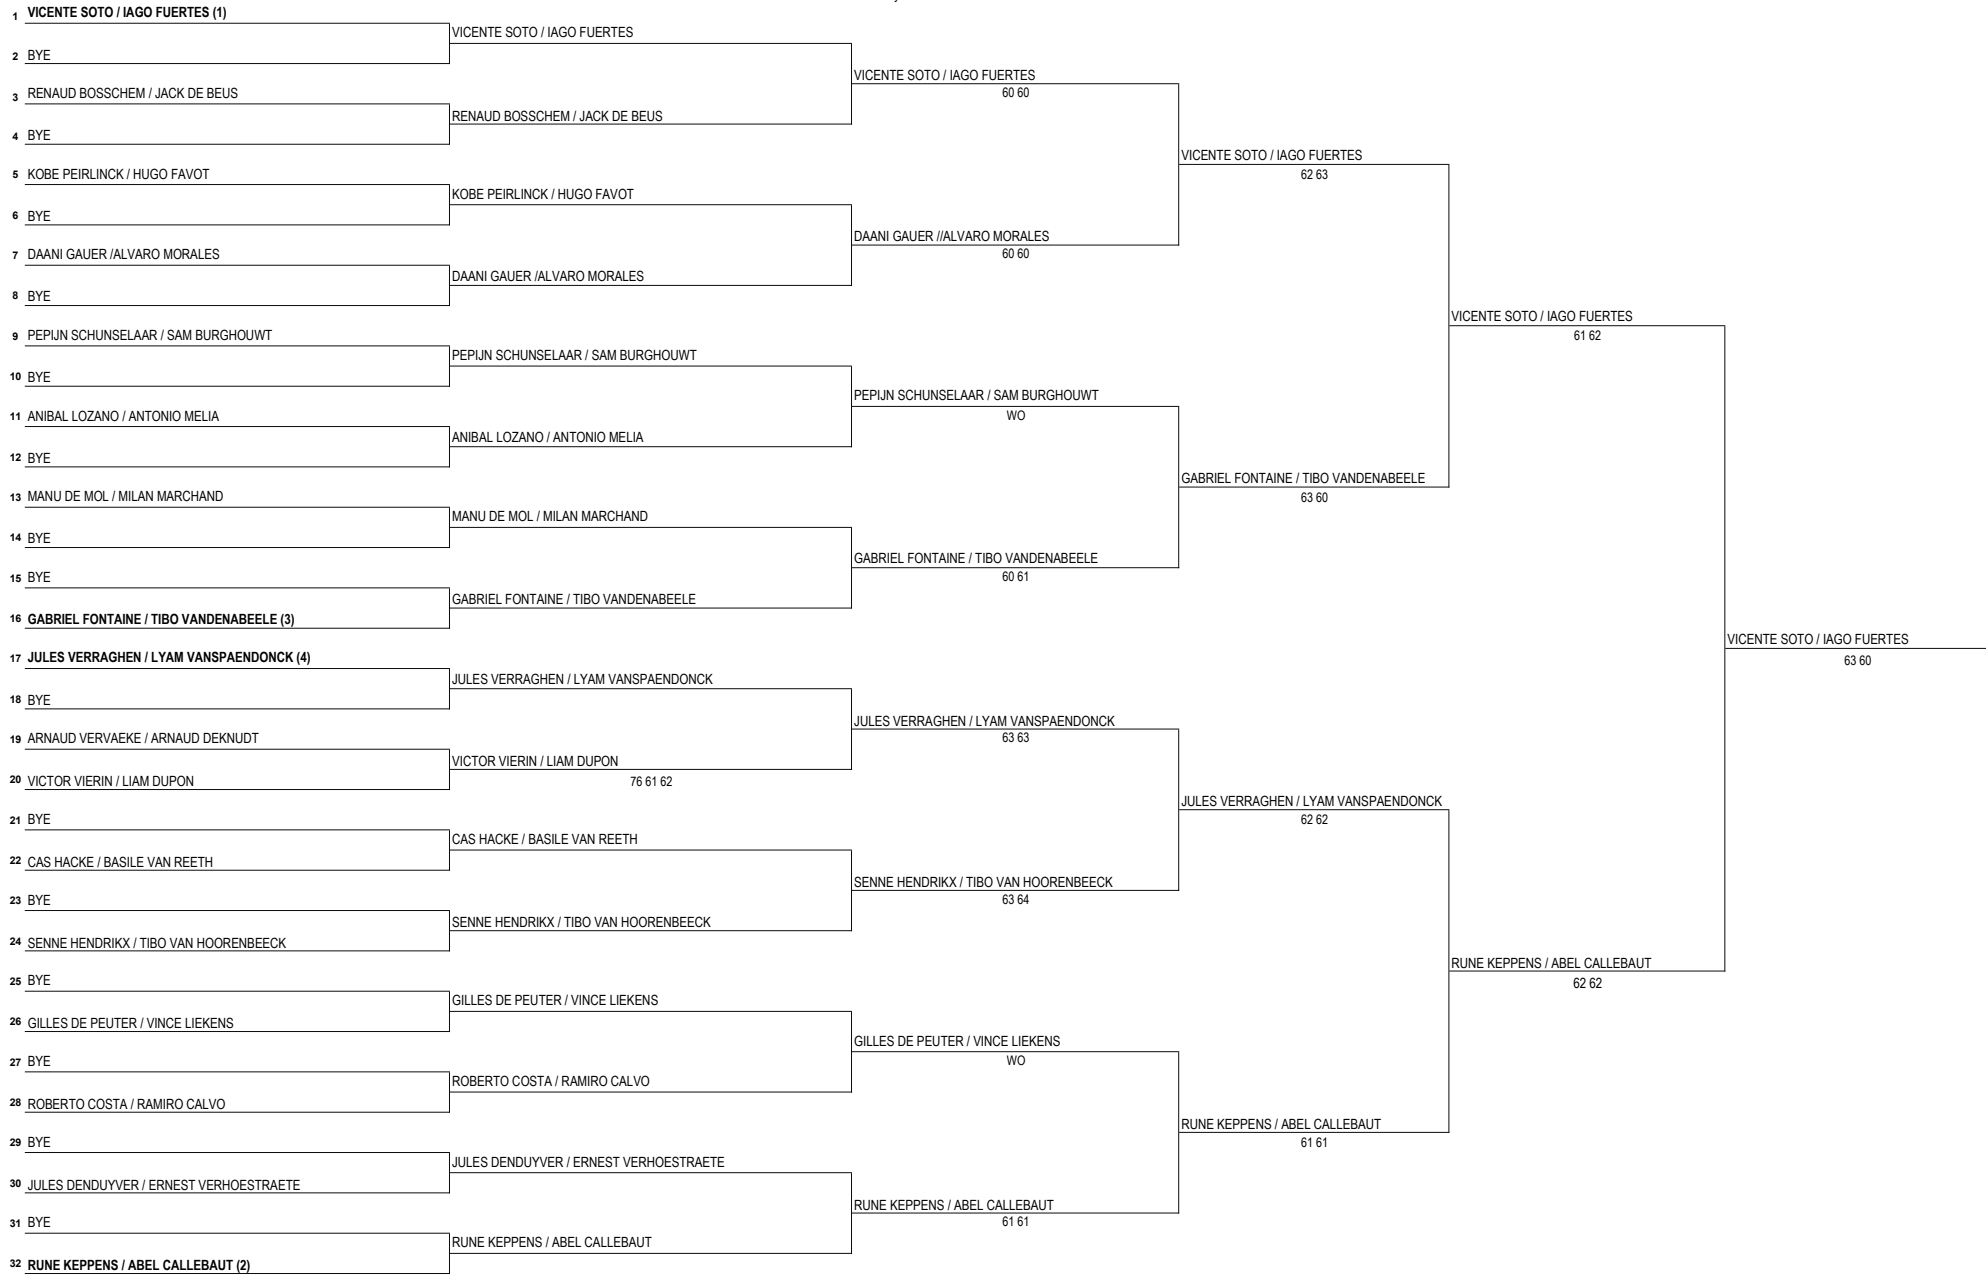 1 VICENTE SOTO / IAGO FUERTES (1)
VICENTE SOTO / IAGO FUERTES
2 BYE
VICENTE SOTO / IAGO FUERTES
60 60
3 RENAUD BOSSCHEM / JACK DE BEUS
RENAUD BOSSCHEM / JACK DE BEUS
4 BYE
VICENTE SOTO / IAGO FUERTES
62 63
5 KOBE PEIRLINCK / HUGO FAVOT
KOBE PEIRLINCK / HUGO FAVOT
6 BYE
DAANI GAUER //ALVARO MORALES
60 60
7 DAANI GAUER /ALVARO MORALES
DAANI GAUER /ALVARO MORALES
8 BYE
VICENTE SOTO / IAGO FUERTES
61 62
9 PEPIJN SCHUNSELAAR / SAM BURGHOUWT
PEPIJN SCHUNSELAAR / SAM BURGHOUWT
10 BYE
PEPIJN SCHUNSELAAR / SAM BURGHOUWT
WO
11 ANIBAL LOZANO / ANTONIO MELIA
ANIBAL LOZANO / ANTONIO MELIA
12 BYE
GABRIEL FONTAINE / TIBO VANDENABEELE
63 60
13 MANU DE MOL / MILAN MARCHAND
MANU DE MOL / MILAN MARCHAND
14 BYE
GABRIEL FONTAINE / TIBO VANDENABEELE
60 61
15 BYE
GABRIEL FONTAINE / TIBO VANDENABEELE
16 GABRIEL FONTAINE / TIBO VANDENABEELE (3)
VICENTE SOTO / IAGO FUERTES
63 60
17 JULES VERRAGHEN / LYAM VANSPAENDONCK (4)
JULES VERRAGHEN / LYAM VANSPAENDONCK
18 BYE
JULES VERRAGHEN / LYAM VANSPAENDONCK
63 63
19 ARNAUD VERVAEKE / ARNAUD DEKNUDT
VICTOR VIERIN / LIAM DUPON
76 61 62
20 VICTOR VIERIN / LIAM DUPON
JULES VERRAGHEN / LYAM VANSPAENDONCK
62 62
21 BYE
CAS HACKE / BASILE VAN REETH
22 CAS HACKE / BASILE VAN REETH
SENNE HENDRIKX / TIBO VAN HOORENBEECK
63 64
23 BYE
SENNE HENDRIKX / TIBO VAN HOORENBEECK
24 SENNE HENDRIKX / TIBO VAN HOORENBEECK
RUNE KEPPENS / ABEL CALLEBAUT
62 62
25 BYE
GILLES DE PEUTER / VINCE LIEKENS
26 GILLES DE PEUTER / VINCE LIEKENS
GILLES DE PEUTER / VINCE LIEKENS
WO
27 BYE
ROBERTO COSTA / RAMIRO CALVO
28 ROBERTO COSTA / RAMIRO CALVO
RUNE KEPPENS / ABEL CALLEBAUT
61 61
29 BYE
JULES DENDUYVER / ERNEST VERHOESTRAETE
30 JULES DENDUYVER / ERNEST VERHOESTRAETE
RUNE KEPPENS / ABEL CALLEBAUT
61 61
31 BYE
RUNE KEPPENS / ABEL CALLEBAUT
32 RUNE KEPPENS / ABEL CALLEBAUT (2)